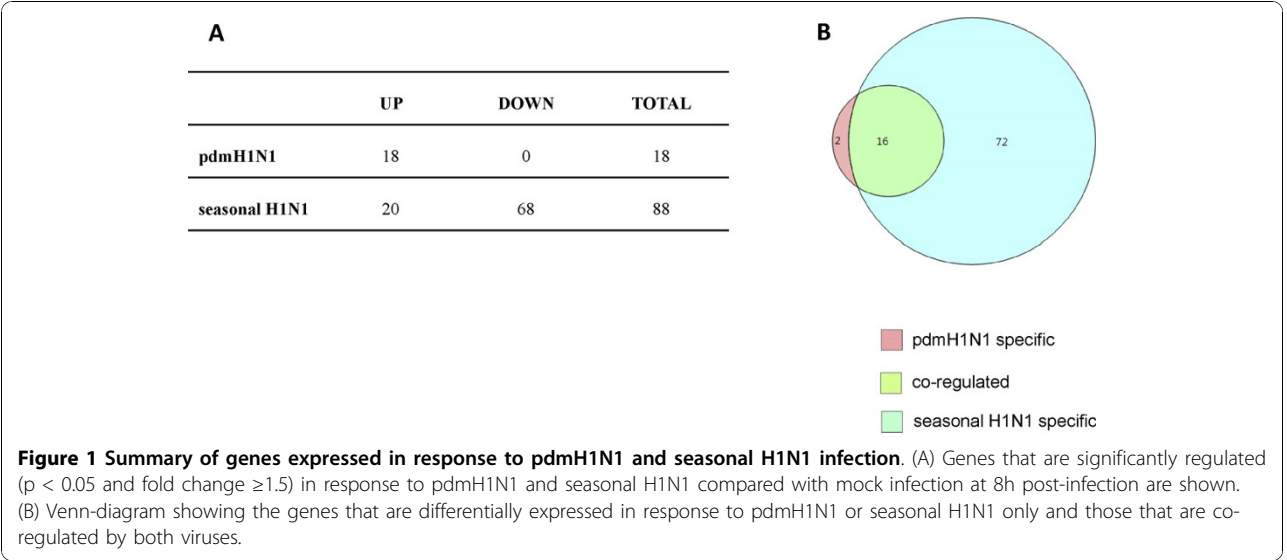 A
UP DOWN TOTAL
pdmH1N1 18 0 18
seasonal H1N1 20 68 88
B
2 16 72
pdmH1N1 specific
co-regulated
seasonal H1N1 specific
Figure 1 Summary of genes expressed in response to pdmH1N1 and seasonal H1N1 infection. (A) Genes that are significantly regulated
(p < 0.05 and fold change ≥1.5) in response to pdmH1N1 and seasonal H1N1 compared with mock infection at 8h post-infection are shown.
(B) Venn-diagram showing the genes that are differentially expressed in response to pdmH1N1 or seasonal H1N1 only and those that are co-
regulated by both viruses.